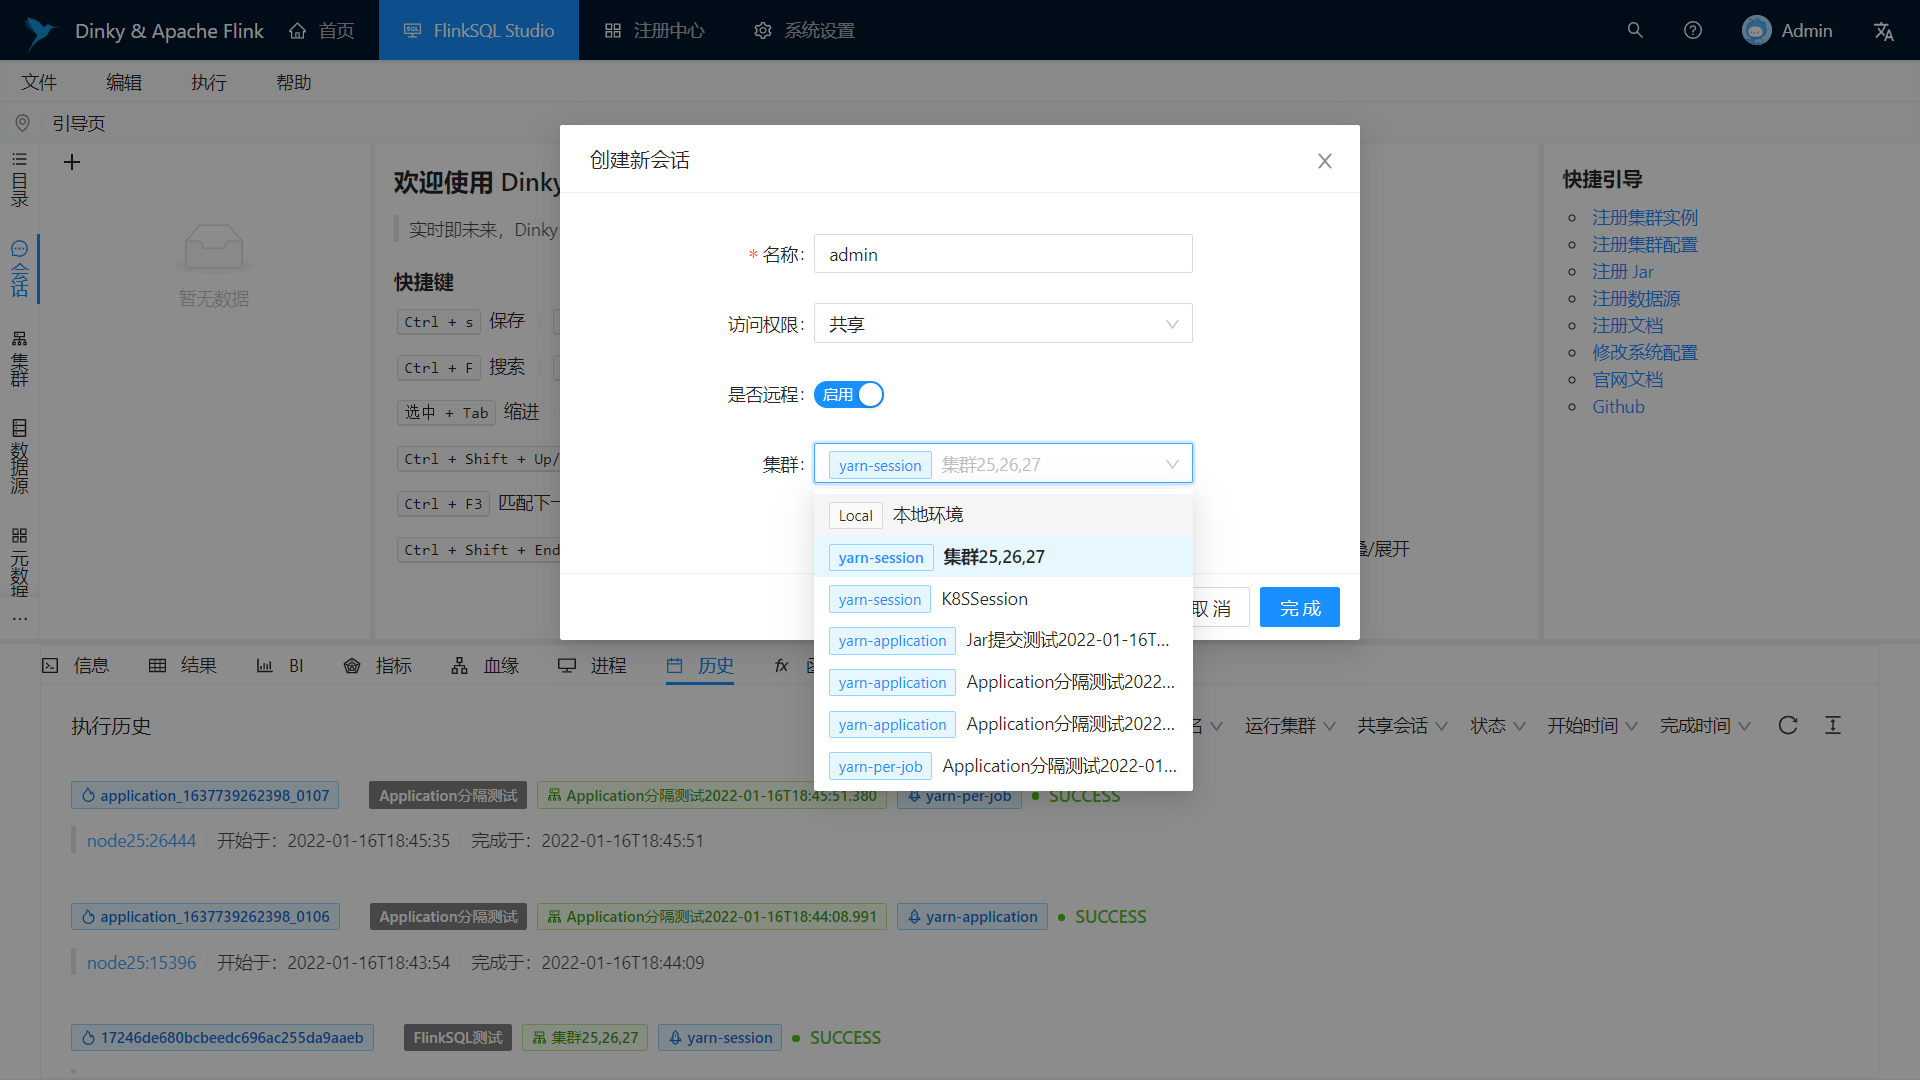 Dinky & Apache Flink 首页 FlinkSQL Studio 注册中心 系统设置 Admin
文件 编辑 执行 帮助
引导页
目录
会话
集群
数据源
元数据
暂无数据
欢迎使用 Dinky
实时即未来，Dinky
快捷键
Ctrl + s 保存
Ctrl + F 搜索
选中 + Tab 缩进
Ctrl + Shift + Up/
Ctrl + F3 匹配下一
Ctrl + Shift + End
/展开
创建新会话
* 名称: admin
访问权限: 共享
是否远程: 启用
集群: yarn-session 集群25,26,27
Local 本地环境
yarn-session 集群25,26,27
yarn-session K8SSession
yarn-application Jar提交测试2022-01-16T...
yarn-application Application分隔测试2022...
yarn-application Application分隔测试2022...
yarn-per-job Application分隔测试2022-01...
取 消 完 成
快捷引导
注册集群实例
注册集群配置
注册 Jar
注册数据源
注册文档
修改系统配置
官网文档
Github
信息 结果 BI 指标 血缘 进程 历史 fx
执行历史 名 运行集群 共享会话 状态 开始时间 完成时间
application_1637739262398_0107 Application分隔测试 Application分隔测试2022-01-16T18:45:51.380 yarn-per-job SUCCESS
node25:26444 开始于：2022-01-16T18:45:35 完成于：2022-01-16T18:45:51
application_1637739262398_0106 Application分隔测试 Application分隔测试2022-01-16T18:44:08.991 yarn-application SUCCESS
node25:15396 开始于：2022-01-16T18:43:54 完成于：2022-01-16T18:44:09
17246de680bcbeedc696ac255da9aaeb FlinkSQL测试 集群25,26,27 yarn-session SUCCESS